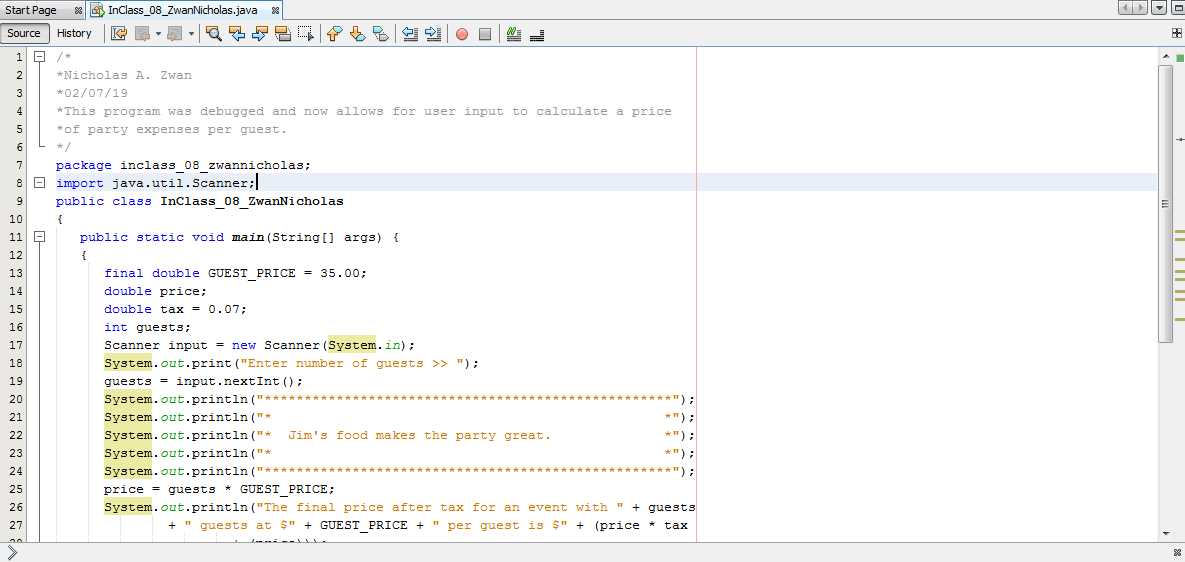 Start Page
InClass_08_ZwanNicholas.java
Source
History
1 /*
2 *Nicholas A. Zwan
3 *02/07/19
4 *This program was debugged and now allows for user input to calculate a price
5 *of party expenses per guest.
6 */
7 package inclass_08_zwannicholas;
8 import java.util.Scanner;
9 public class InClass_08_ZwanNicholas
10 {
11 public static void main(String[] args) {
12 {
13 final double GUEST_PRICE = 35.00;
14 double price;
15 double tax = 0.07;
16 int guests;
17 Scanner input = new Scanner(System.in);
18 System.out.print("Enter number of guests >> ");
19 guests = input.nextInt();
20 System.out.println("***************************************************");
21 System.out.println("*                                                 *");
22 System.out.println("*  Jim's food makes the party great.              *");
23 System.out.println("*                                                 *");
24 System.out.println("***************************************************");
25 price = guests * GUEST_PRICE;
26 System.out.println("The final price after tax for an event with " + guests
27 + " guests at $" + GUEST_PRICE + " per guest is $" + (price * tax
28 + (price)));